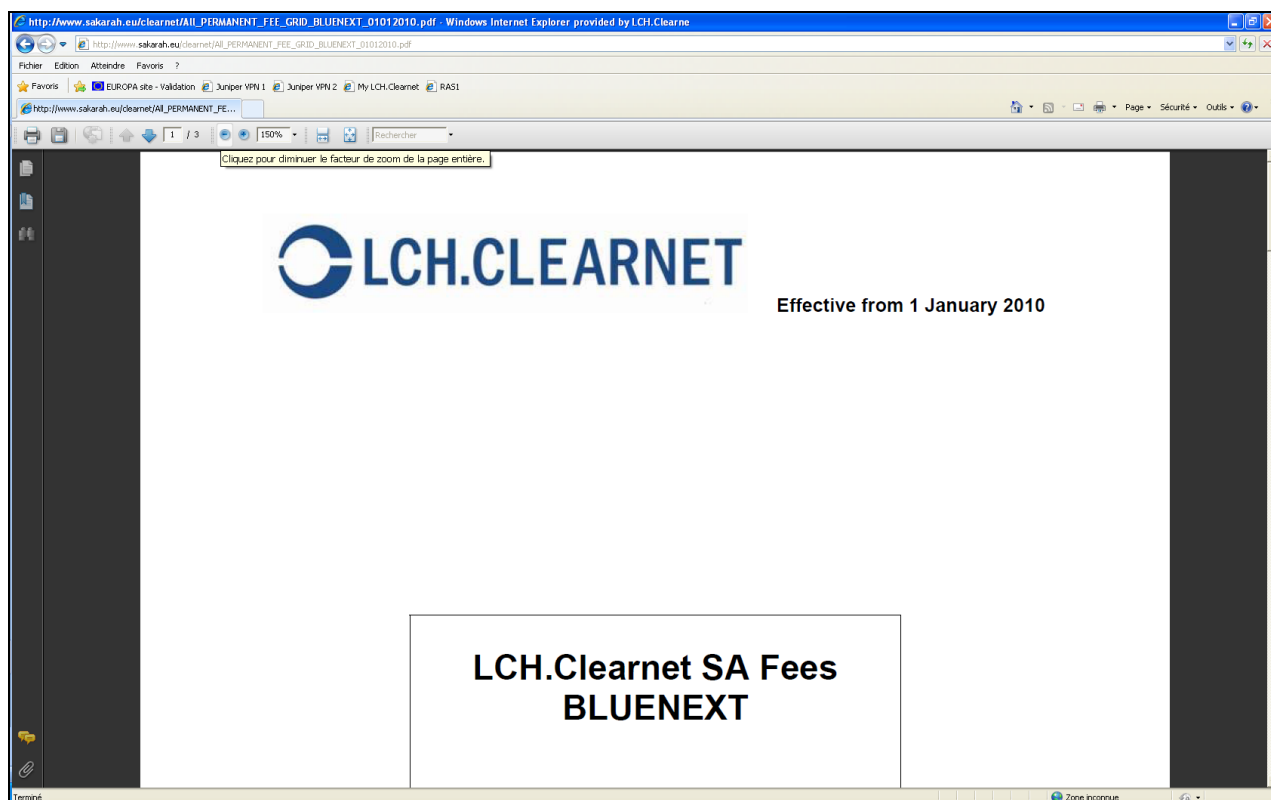 http://www.sakarah.eu/clearnet/All_PERMANENT_FEE_GRID_BLUENEXT_01012010.pdf - Windows Internet Explorer provided by LCH.Clearne
http://www.sakarah.eu/clearnet/All_PERMANENT_FEE_GRID_BLUENEXT_01012010.pdf
Fichier Edition Atteindre Favoris ?
Favoris EUROPA site - Validation Juniper VPN 1 Juniper VPN 2 My LCH.Clearnet RAS1
http://www.sakarah.eu/clearnet/All_PERMANENT_FE... Page Sécurité Outils
1 / 3 150% Rechercher
Cliquez pour diminuer le facteur de zoom de la page entière.
LCH.CLEARNET
Effective from 1 January 2010
LCH.Clearnet SA Fees
BLUENEXT
Terminé Zone inconnue